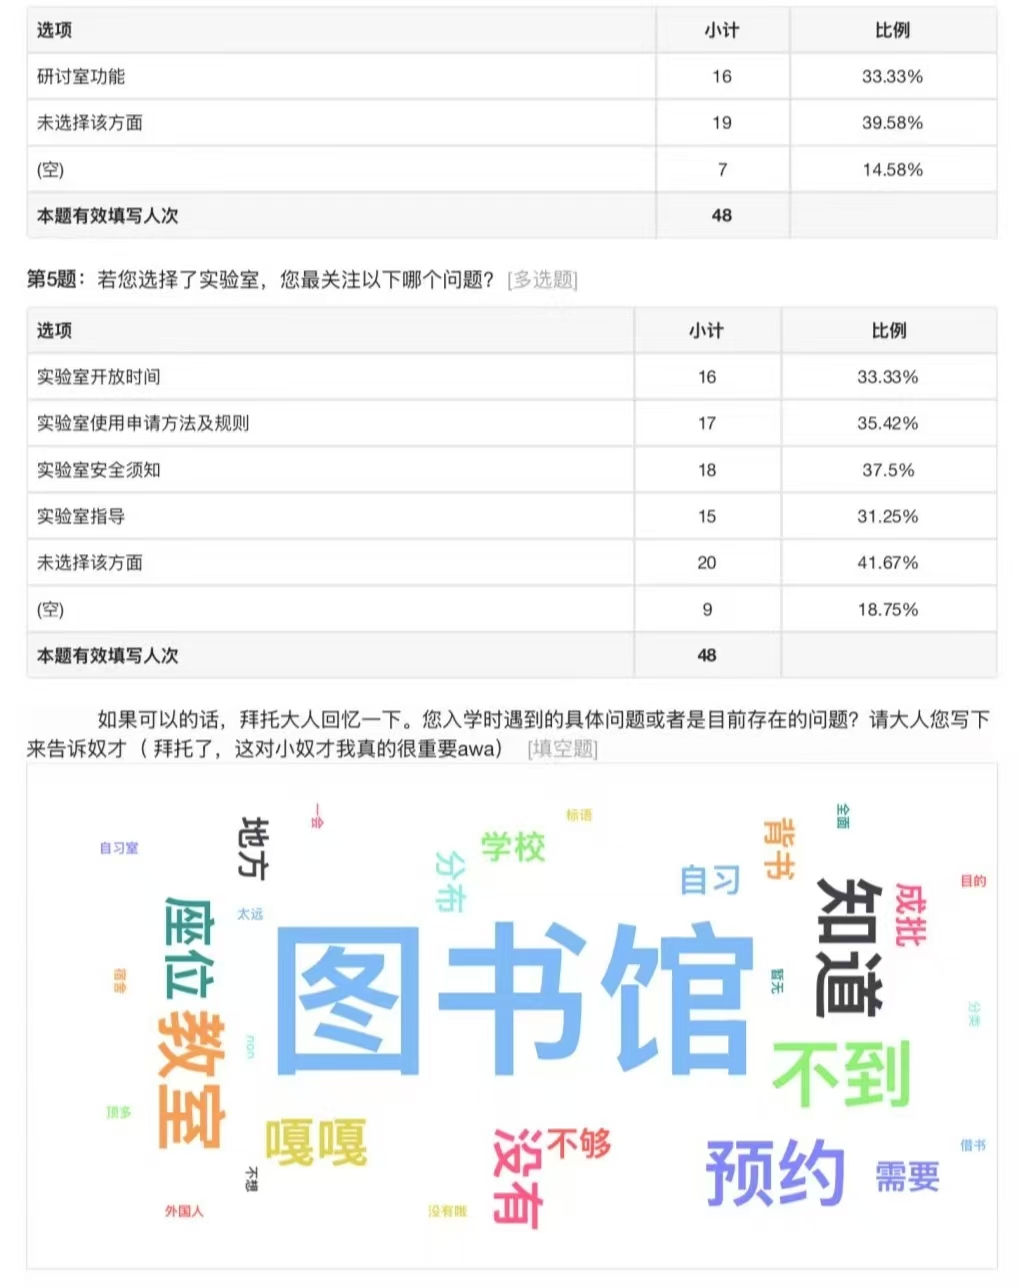 选项 小计 比例
研讨室功能 16 33.33%
未选择该方面 19 39.58%
(空) 7 14.58%
本题有效填写人次 48
第5题：若您选择了实验室，您最关注以下哪个问题？ [多选题]
选项 小计 比例
实验室开放时间 16 33.33%
实验室使用申请方法及规则 17 35.42%
实验室安全须知 18 37.5%
实验室指导 15 31.25%
未选择该方面 20 41.67%
(空) 9 18.75%
本题有效填写人次 48
如果可以的话，拜托大人回忆一下。您入学时遇到的具体问题或者是目前存在的问题？请大人您写下
来告诉奴才（ 拜托了，这对小奴才我真的很重要awa） [填空题]
一会
标语
全面
地方
学校
背书
自习室
分布
自习
目的
知道
成批
座位
太远
图书馆
宿舍
暂无
分类
教室
non
不到
顶多
嘎嘎
没有
不够
预约
借书
需要
不想
外国人
没有哦